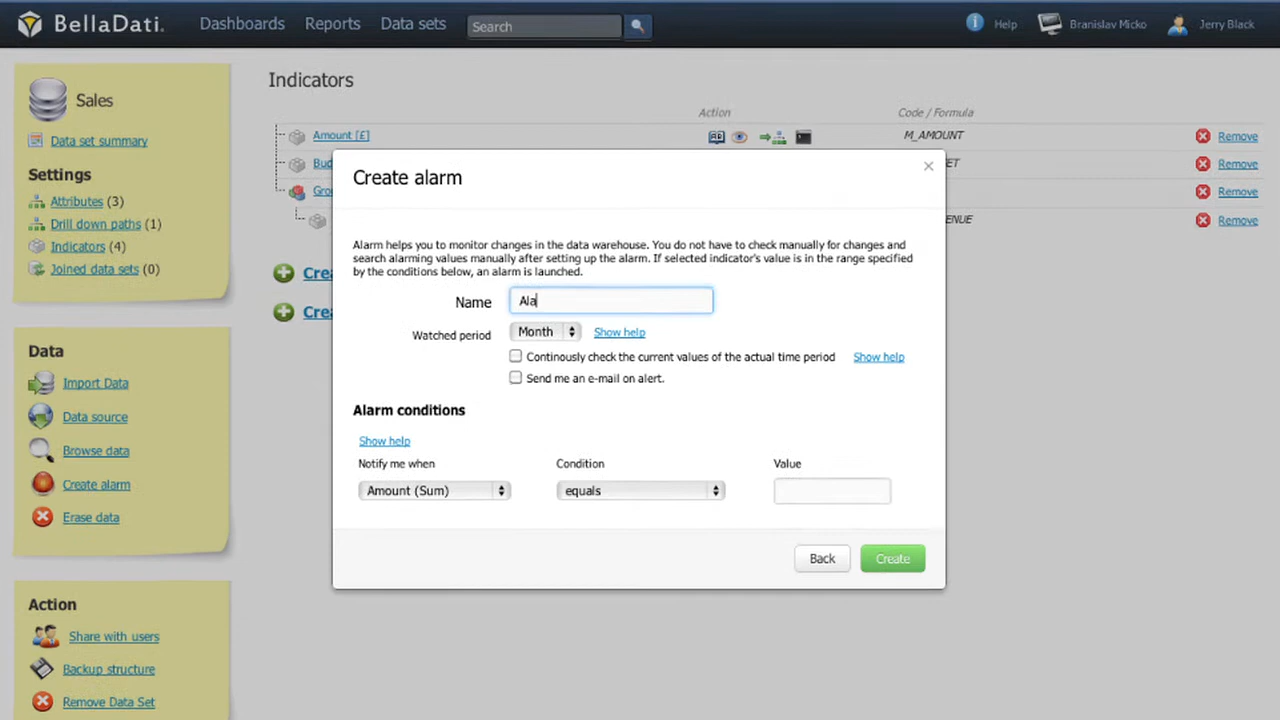 BellaDati.
Dashboards
Reports
Data sets
Search
Help
Branislav Micko
Jerry Black
Sales
Data set summary
Settings
Attributes (3)
Drill down paths (1)
Indicators (4)
Joined data sets (0)
Data
Import Data
Data source
Browse data
Create alarm
Erase data
Action
Share with users
Backup structure
Remove Data Set
Indicators
Action
Code / Formula
Amount [£]
M_AMOUNT
Remove
Remove
Remove
Remove
Create alarm
Alarm helps you to monitor changes in the data warehouse. You do not have to check manually for changes and
search alarming values manually after setting up the alarm. If selected indicator's value is in the range specified
by the conditions below, an alarm is launched.
Name
Ala
Watched period
Month
Show help
Continously check the current values of the actual time period
Show help
Send me an e-mail on alert.
Alarm conditions
Show help
Notify me when
Condition
Value
Amount (Sum)
equals
Back
Create